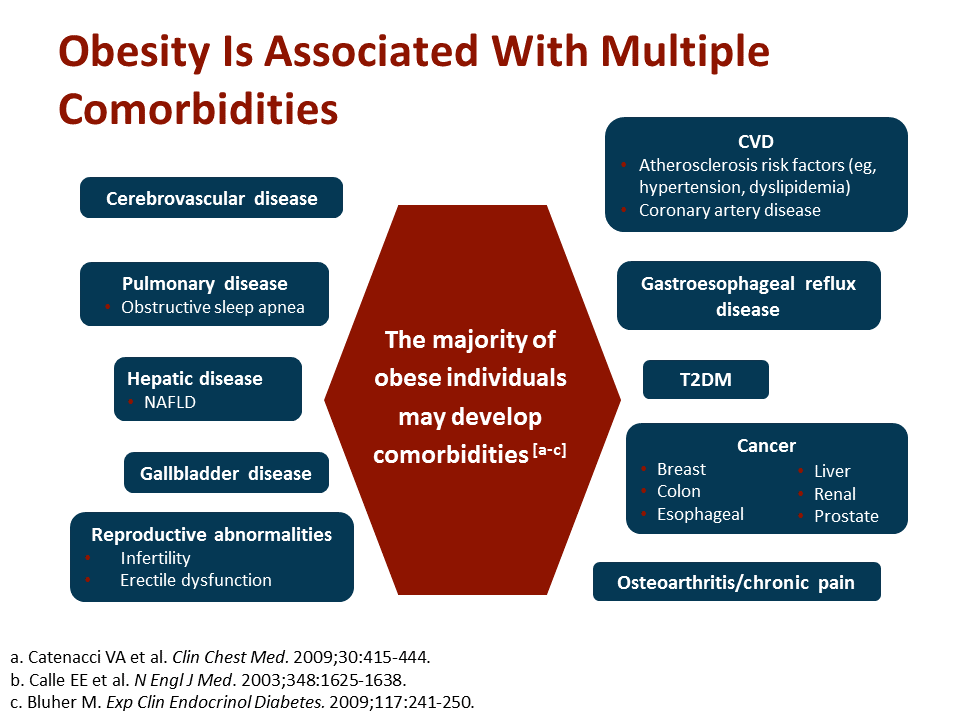 Obesity Is Associated With Multiple
Comorbidities
Cerebrovascular disease
Pulmonary disease
• Obstructive sleep apnea
Hepatic disease
• NAFLD
Gallbladder disease
Reproductive abnormalities
• Infertility
• Erectile dysfunction
The majority of
obese individuals
may develop
comorbidities [a-c]
CVD
• Atherosclerosis risk factors (eg,
hypertension, dyslipidemia)
• Coronary artery disease
Gastroesophageal reflux
disease
T2DM
Cancer
• Breast
• Colon
• Esophageal
• Liver
• Renal
• Prostate
Osteoarthritis/chronic pain
a. Catenacci VA et al. Clin Chest Med. 2009;30:415-444.
b. Calle EE et al. N Engl J Med. 2003;348:1625-1638.
c. Bluher M. Exp Clin Endocrinol Diabetes. 2009;117:241-250.